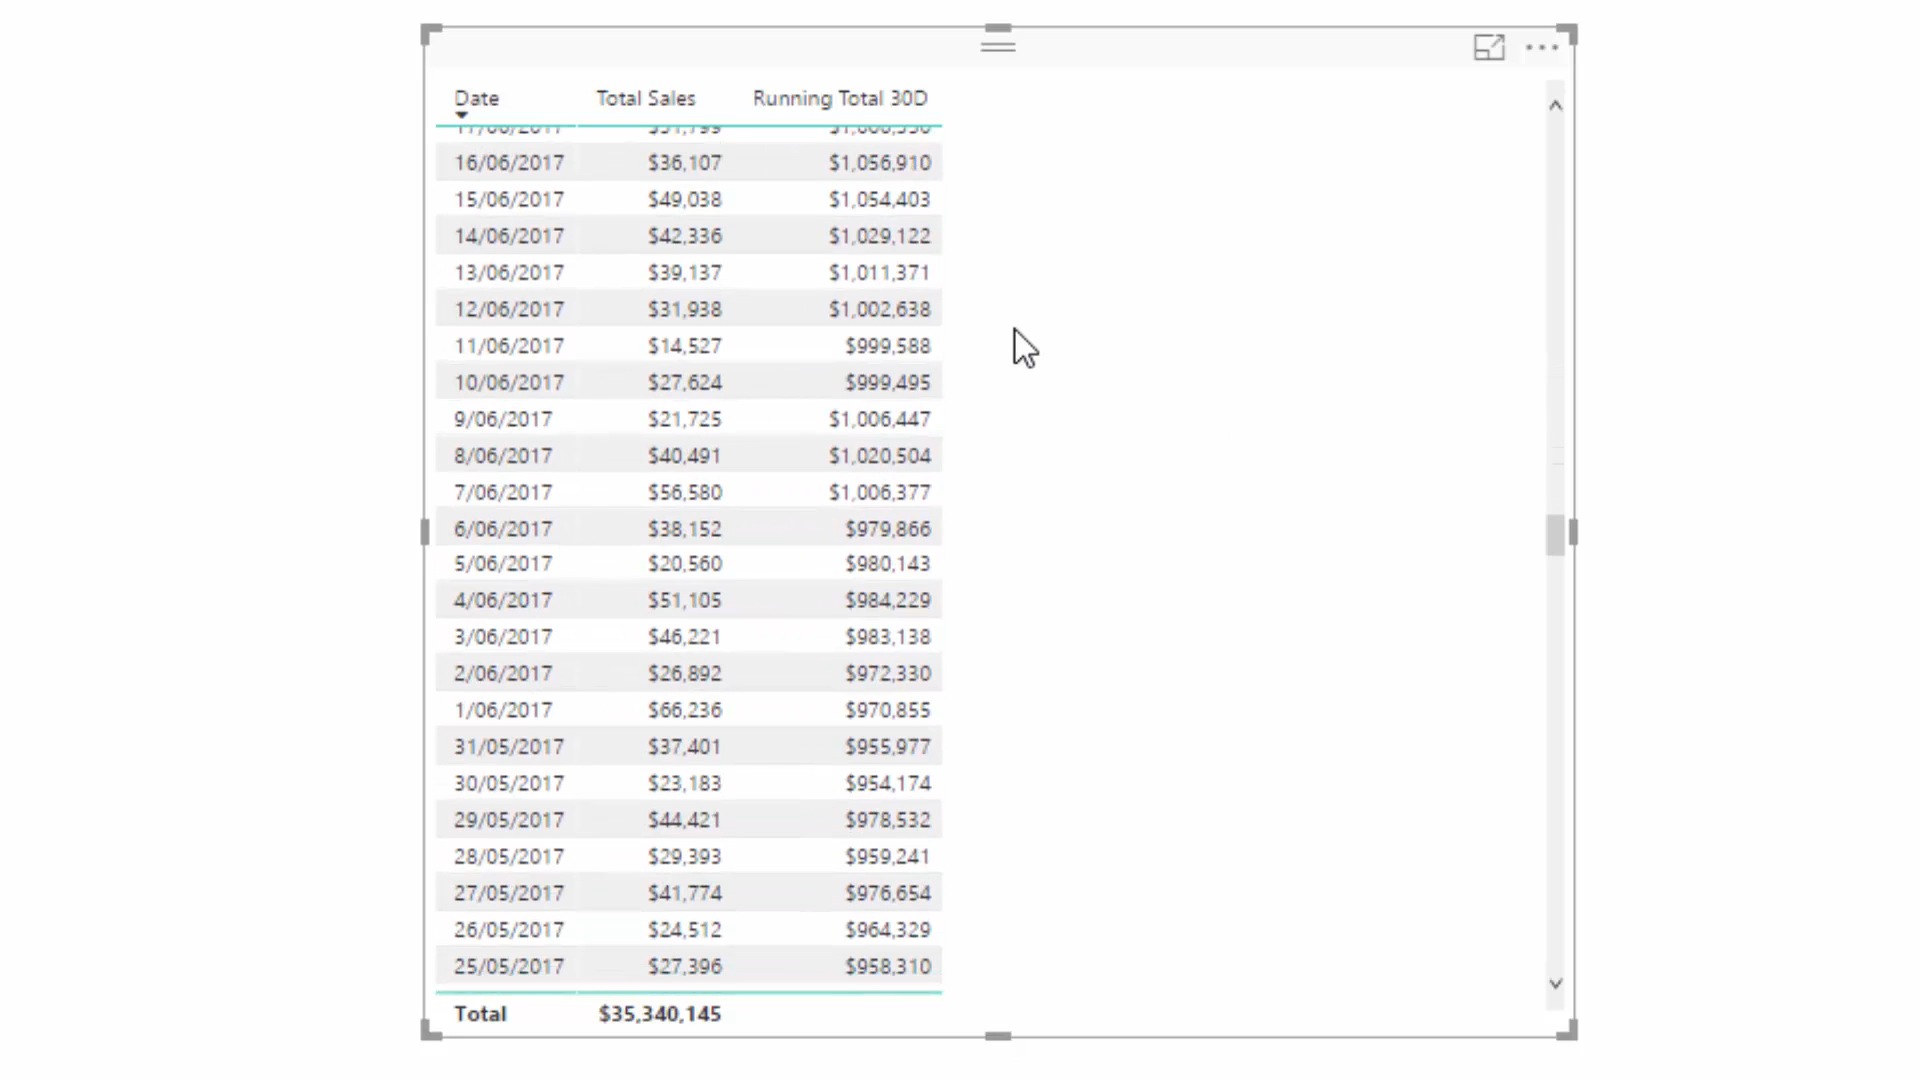 Date Total Sales Running Total 30D
16/06/2017 $36,107 $1,056,910
15/06/2017 $49,038 $1,054,403
14/06/2017 $42,336 $1,029,122
13/06/2017 $39,137 $1,011,371
12/06/2017 $31,938 $1,002,638
11/06/2017 $14,527 $999,588
10/06/2017 $27,624 $999,495
9/06/2017 $21,725 $1,006,447
8/06/2017 $40,491 $1,020,504
7/06/2017 $56,580 $1,006,377
6/06/2017 $38,152 $979,866
5/06/2017 $20,560 $980,143
4/06/2017 $51,105 $984,229
3/06/2017 $46,221 $983,138
2/06/2017 $26,892 $972,330
1/06/2017 $66,236 $970,855
31/05/2017 $37,401 $955,977
30/05/2017 $23,183 $954,174
29/05/2017 $44,421 $978,532
28/05/2017 $29,393 $959,241
27/05/2017 $41,774 $976,654
26/05/2017 $24,512 $964,329
25/05/2017 $27,396 $958,310
Total $35,340,145